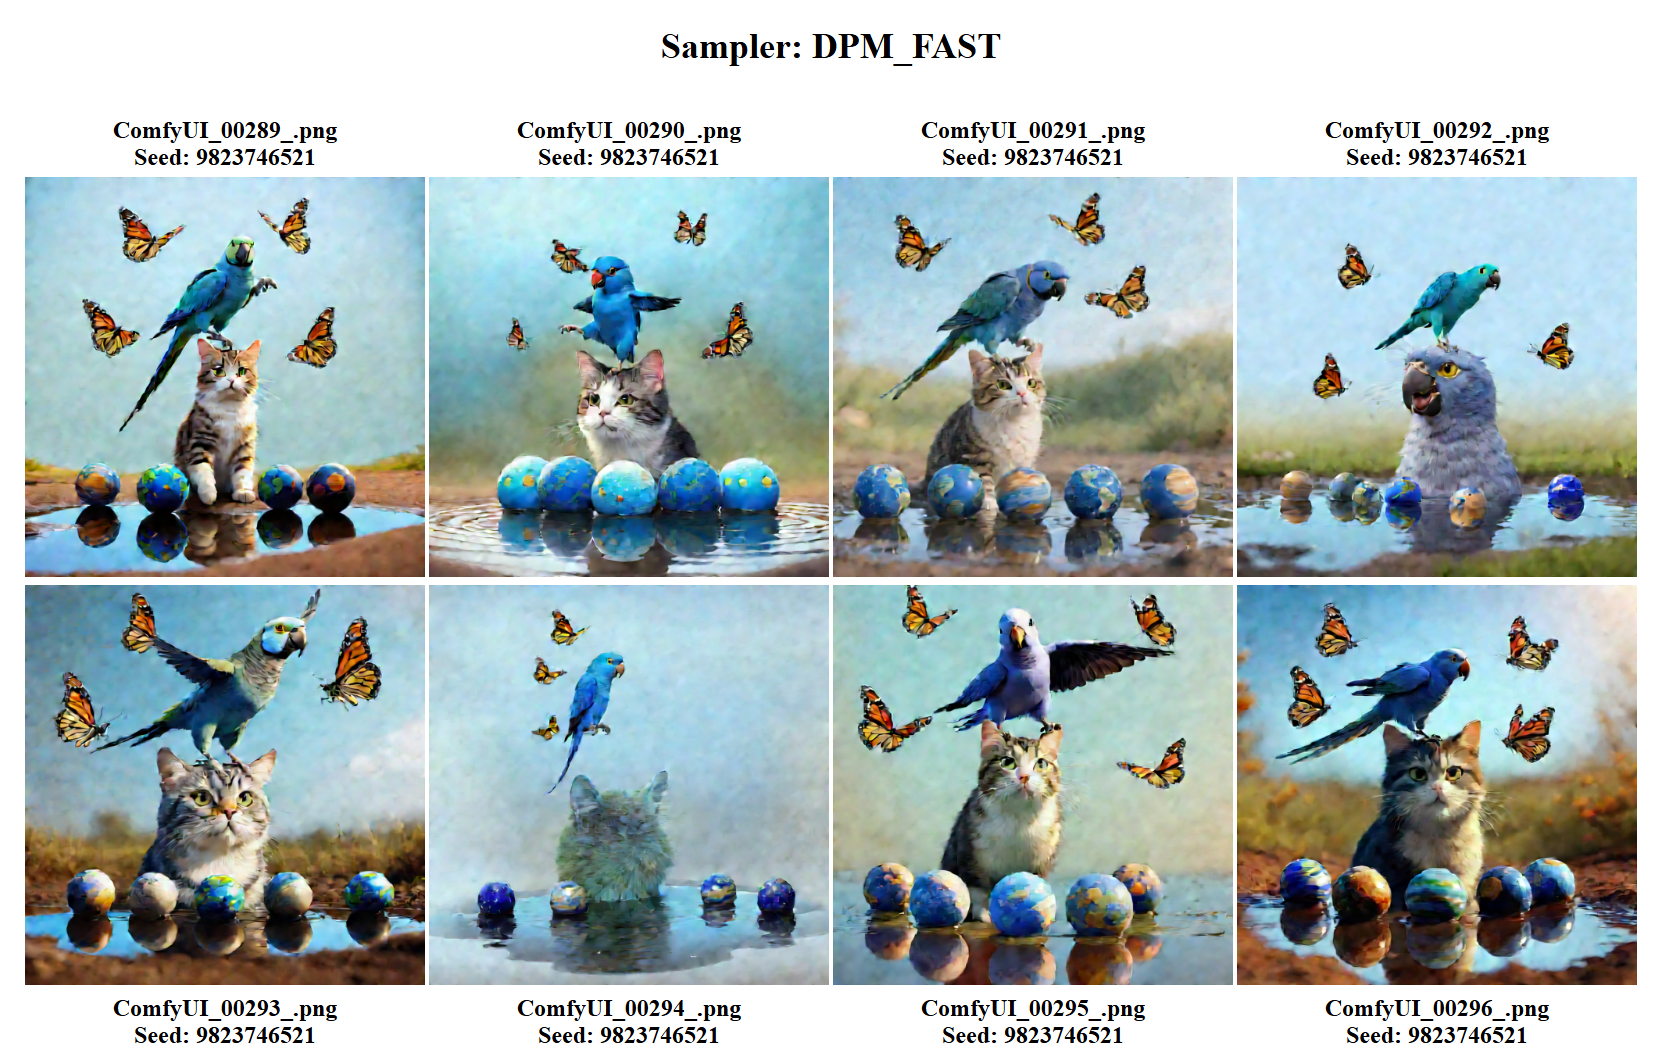 Sampler: DPM_FAST
ComfyUI_00289_.png
Seed: 9823746521
ComfyUI_00290_.png
Seed: 9823746521
ComfyUI_00291_.png
Seed: 9823746521
ComfyUI_00292_.png
Seed: 9823746521
ComfyUI_00293_.png
Seed: 9823746521
ComfyUI_00294_.png
Seed: 9823746521
ComfyUI_00295_.png
Seed: 9823746521
ComfyUI_00296_.png
Seed: 9823746521